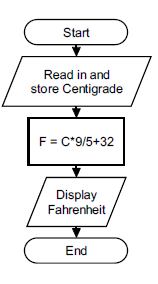 Start
Read in and
store Centigrade
F = C*9/5+32
Display
Fahrenheit
End